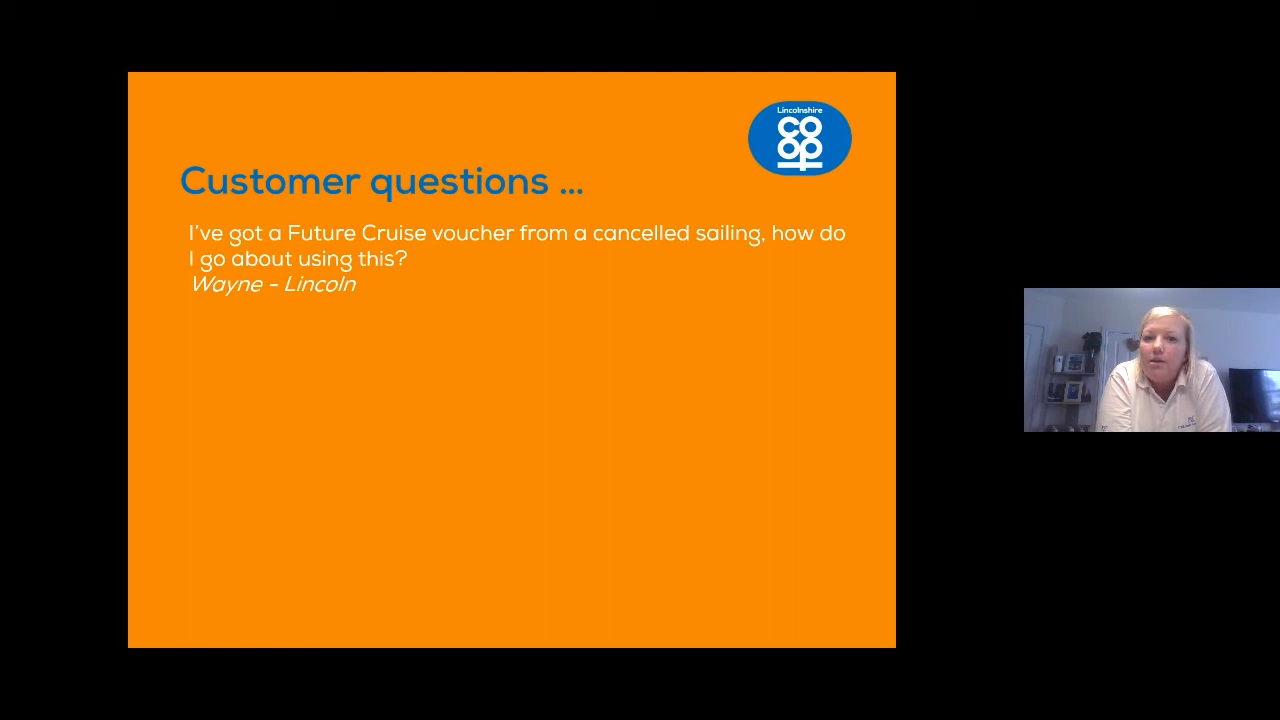 Lincolnshire
co
op
Customer questions ...
I've got a Future Cruise voucher from a cancelled sailing, how do
I go about using this?
Wayne - Lincoln